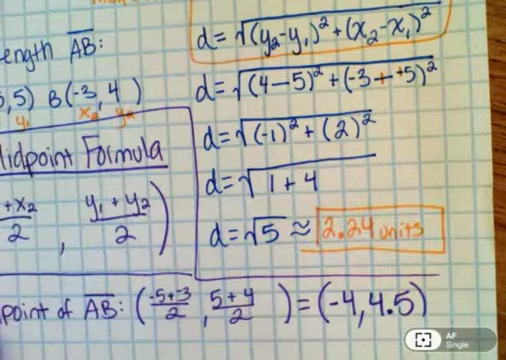 d = √(y₂-y₁)² + (x₂-x₁)²
ength AB:
,5) B(-3, 4)
y₁ x₂ y₂
d = √(4-5)² + (-3++5)²
d = √(-1)² + (2)²
d = √1 + 4
d = √5 ≈ 2.24 units
idpoint Formula
+x₂/2 , y₁+y₂/2 )
point of AB: (-5+-3/2 , 5+4/2) = (-4, 4.5)
AF
Single